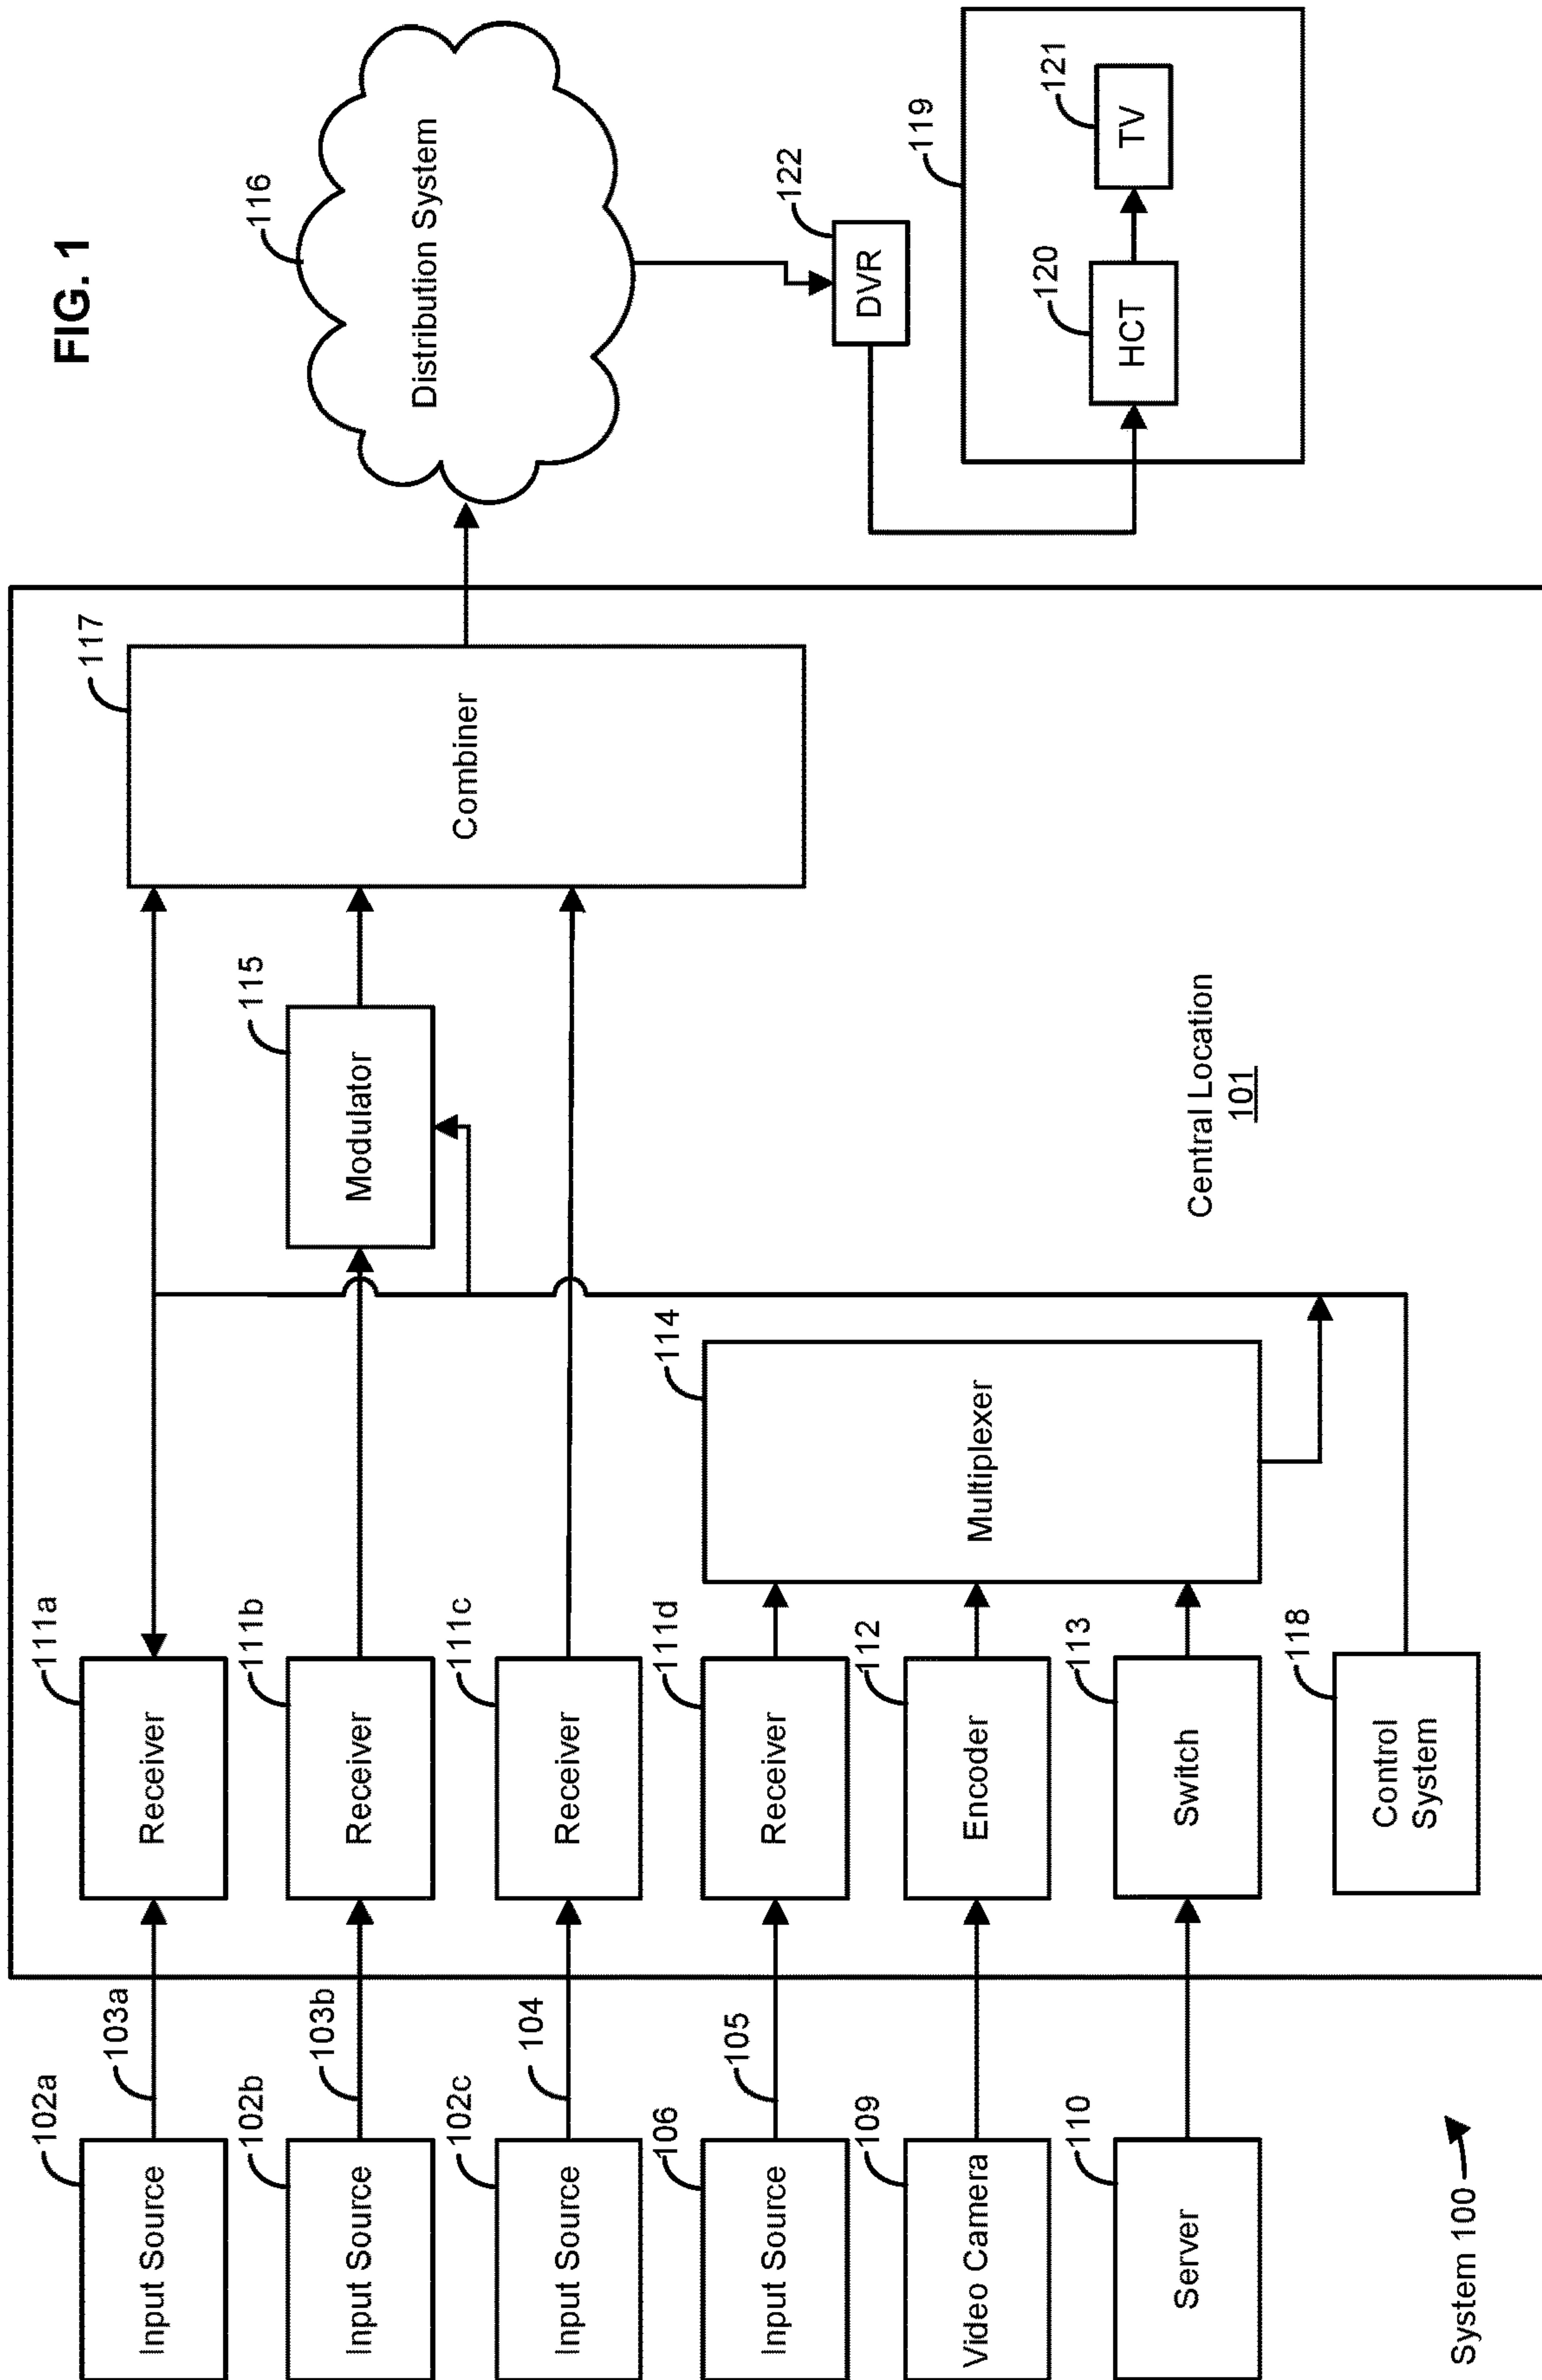 FIG. 1
102a
Input Source
103a
111a
Receiver
102b
Input Source
103b
111b
Receiver
115
Modulator
102c
Input Source
104
111c
Receiver
117
Combiner
116
Distribution System
106
Input Source
105
111d
Receiver
114
Multiplexer
109
Video Camera
112
Encoder
110
Server
113
Switch
118
Control
System
122
DVR
119
120
HCT
121
TV
Central Location
101
System 100